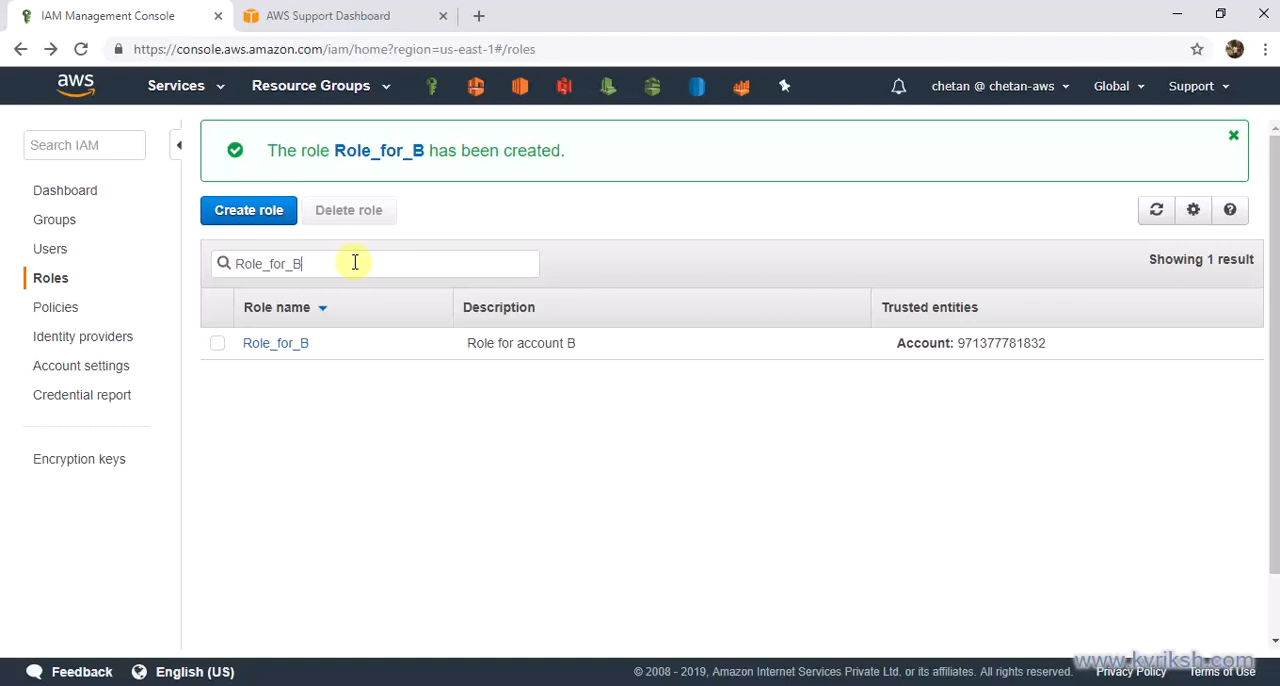 IAM Management Console
AWS Support Dashboard
https://console.aws.amazon.com/iam/home?region=us-east-1#/roles
aws
Services
Resource Groups
chetan @ chetan-aws
Global
Support
Search IAM
Dashboard
Groups
Users
Roles
Policies
Identity providers
Account settings
Credential report
Encryption keys
The role Role_for_B has been created.
Create role
Delete role
Role_for_B
Showing 1 result
Role name
Description
Trusted entities
Role_for_B
Role for account B
Account: 971377781832
www.kvriksh.com
Feedback
English (US)
© 2008 - 2019, Amazon Internet Services Private Ltd. or its affiliates. All rights reserved.
Privacy Policy
Terms of Use